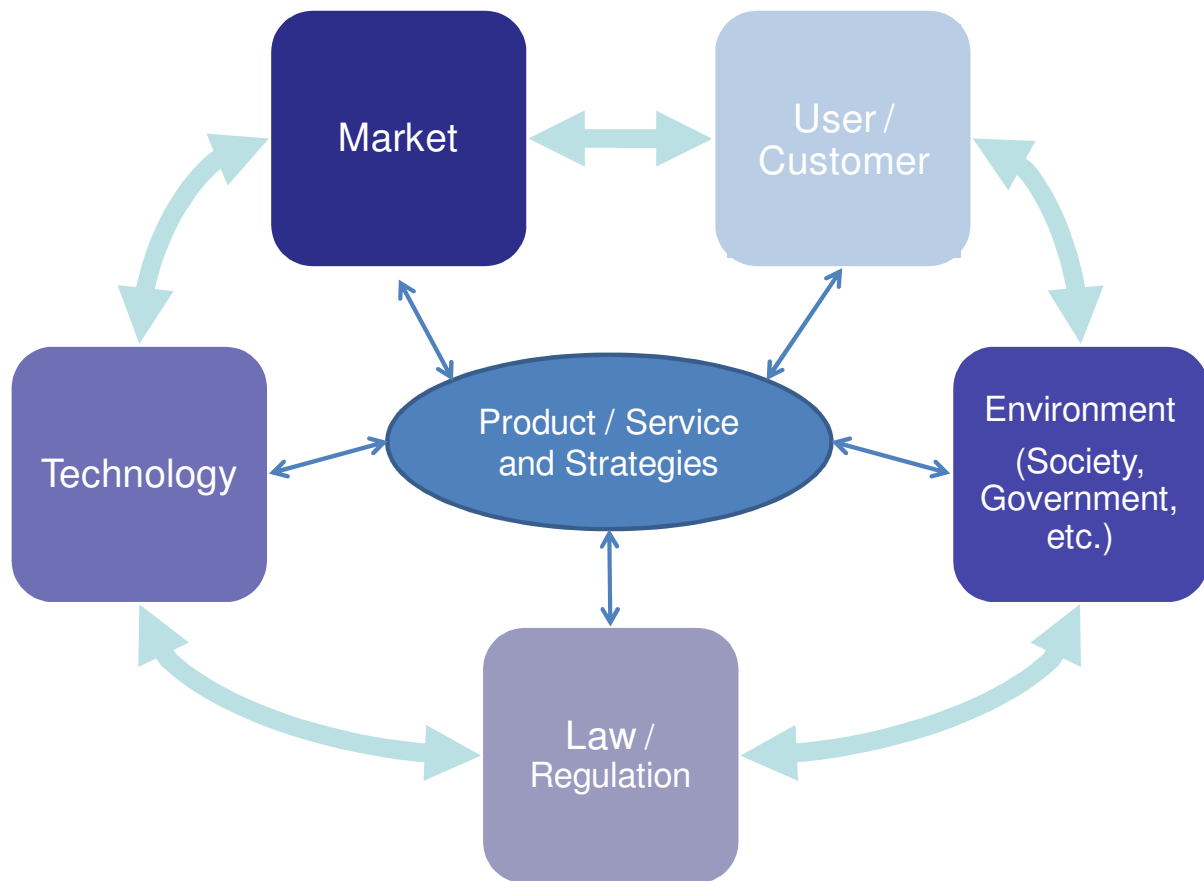 Market
User /
Customer
Technology
Product / Service
and Strategies
Environment
(Society,
Government,
etc.)
Law /
Regulation